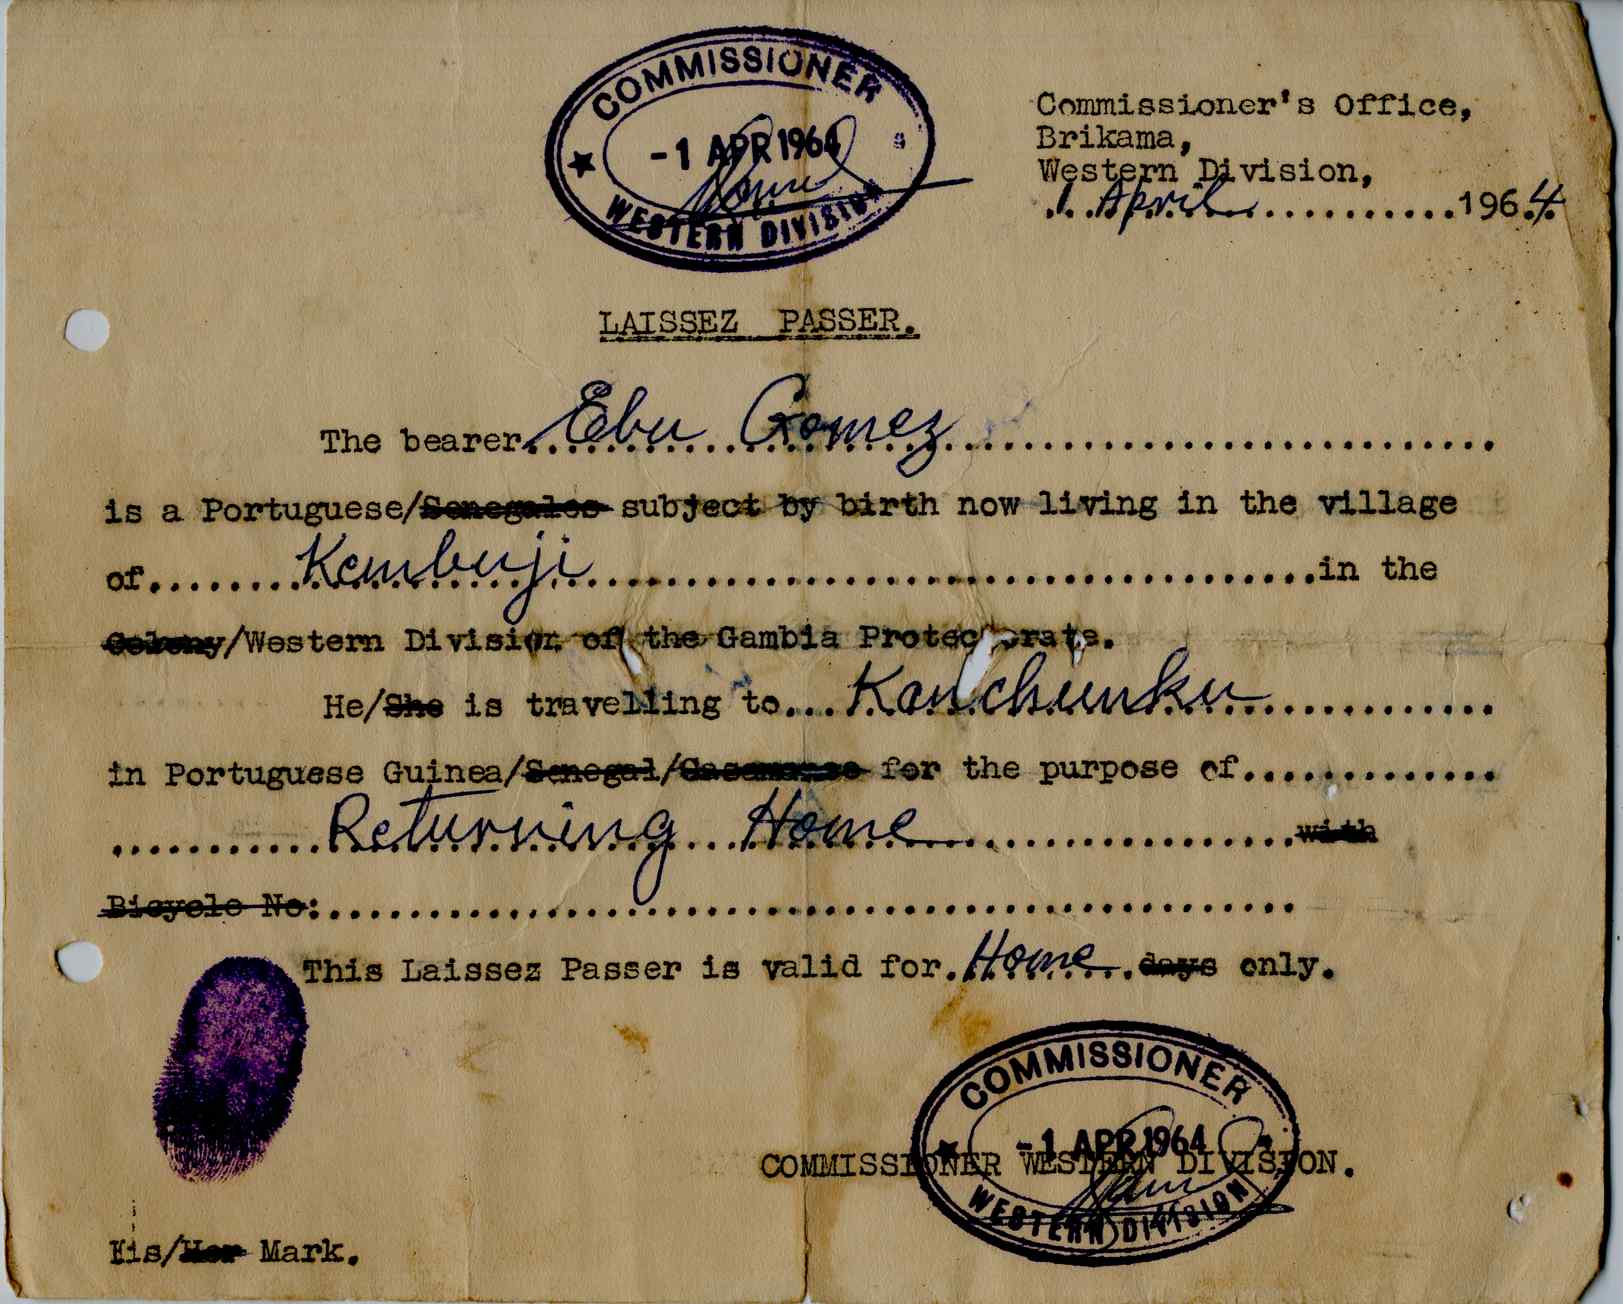 COMMISSIONER
-1 APR 1964
WESTERN DIVISION
Commissioner's Office,
Brikama,
Western Division,
1 April 1964
LAISSEZ PASSER.
The bearer Ebu Gomez
is a Portuguese/Senegales subject by birth now living in the village
of Kembuji in the
Colony/Western Division of the Gambia Protectorate.
He/She is travelling to Kanchunku
in Portuguese Guinea/Senegal/Casamanse for the purpose of
Returning Home with
Bicycle No:
This Laissez Passer is valid for Home days only.
COMMISSIONER
-1 APR 1964
COMMISSIONER WESTERN DIVISION.
WESTERN DIVISION
His/Her Mark.